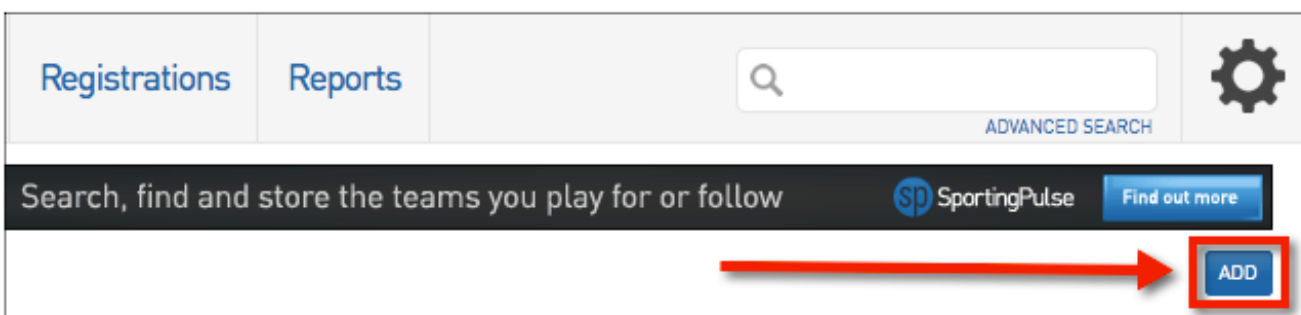 Registrations Reports
ADVANCED SEARCH
Search, find and store the teams you play for or follow sp SportingPulse Find out more
ADD